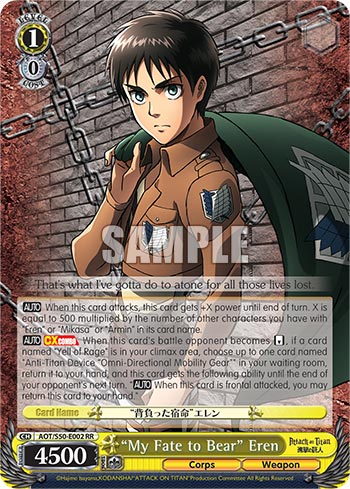 LEVEL
1
0
COST
SAMPLE
That's what I've gotta do to atone for all those lives lost.
AUTO When this card attacks, this card gets +X power until end of turn. X is
equal to 500 multiplied by the number of other characters you have with
"Eren" or "Mikasa" or "Armin" in its card name.
AUTO CX COMBO When this card's battle opponent becomes [ ], if a card
named "Yell of Rage" is in your climax area, choose up to one card named
"Anti-Titan Device "Omni-Directional Mobility Gear"" in your waiting room,
return it to your hand, and this card gets the following ability until end of
your opponent's next turn. "AUTO When this card is frontal attacked, you may
return this card to your hand."
Card Name "背負った宿命"エレン
CH AOT/S50-E002 RR
4500
"My Fate to Bear" Eren
Attack on Titan
進撃の巨人
Corps Weapon
©Hajime Isayama,KODANSHA/"ATTACK ON TITAN"Production Committee. All Rights Reserved.